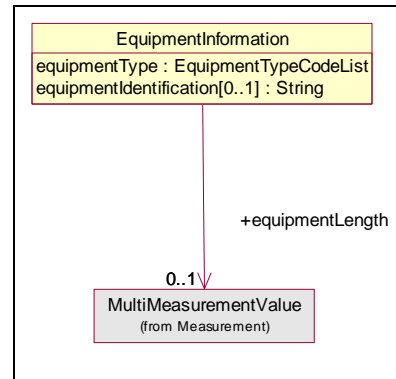 EquipmentInformation
equipmentType : EquipmentTypeCodeList
equipmentIdentification[0..1] : String
+equipmentLength
0..1
MultiMeasurementValue
(from Measurement)